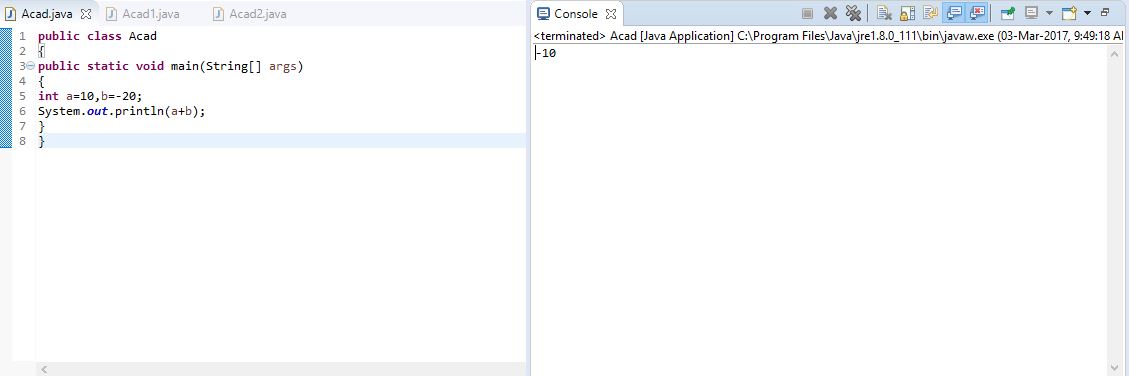 Acad.java Acad1.java Acad2.java
1 public class Acad
2 {
3 public static void main(String[] args)
4 {
5 int a=10,b=-20;
6 System.out.println(a+b);
7 }
8 }
Console
<terminated> Acad [Java Application] C:\Program Files\Java\jre1.8.0_111\bin\javaw.exe (03-Mar-2017, 9:49:18 A
-10